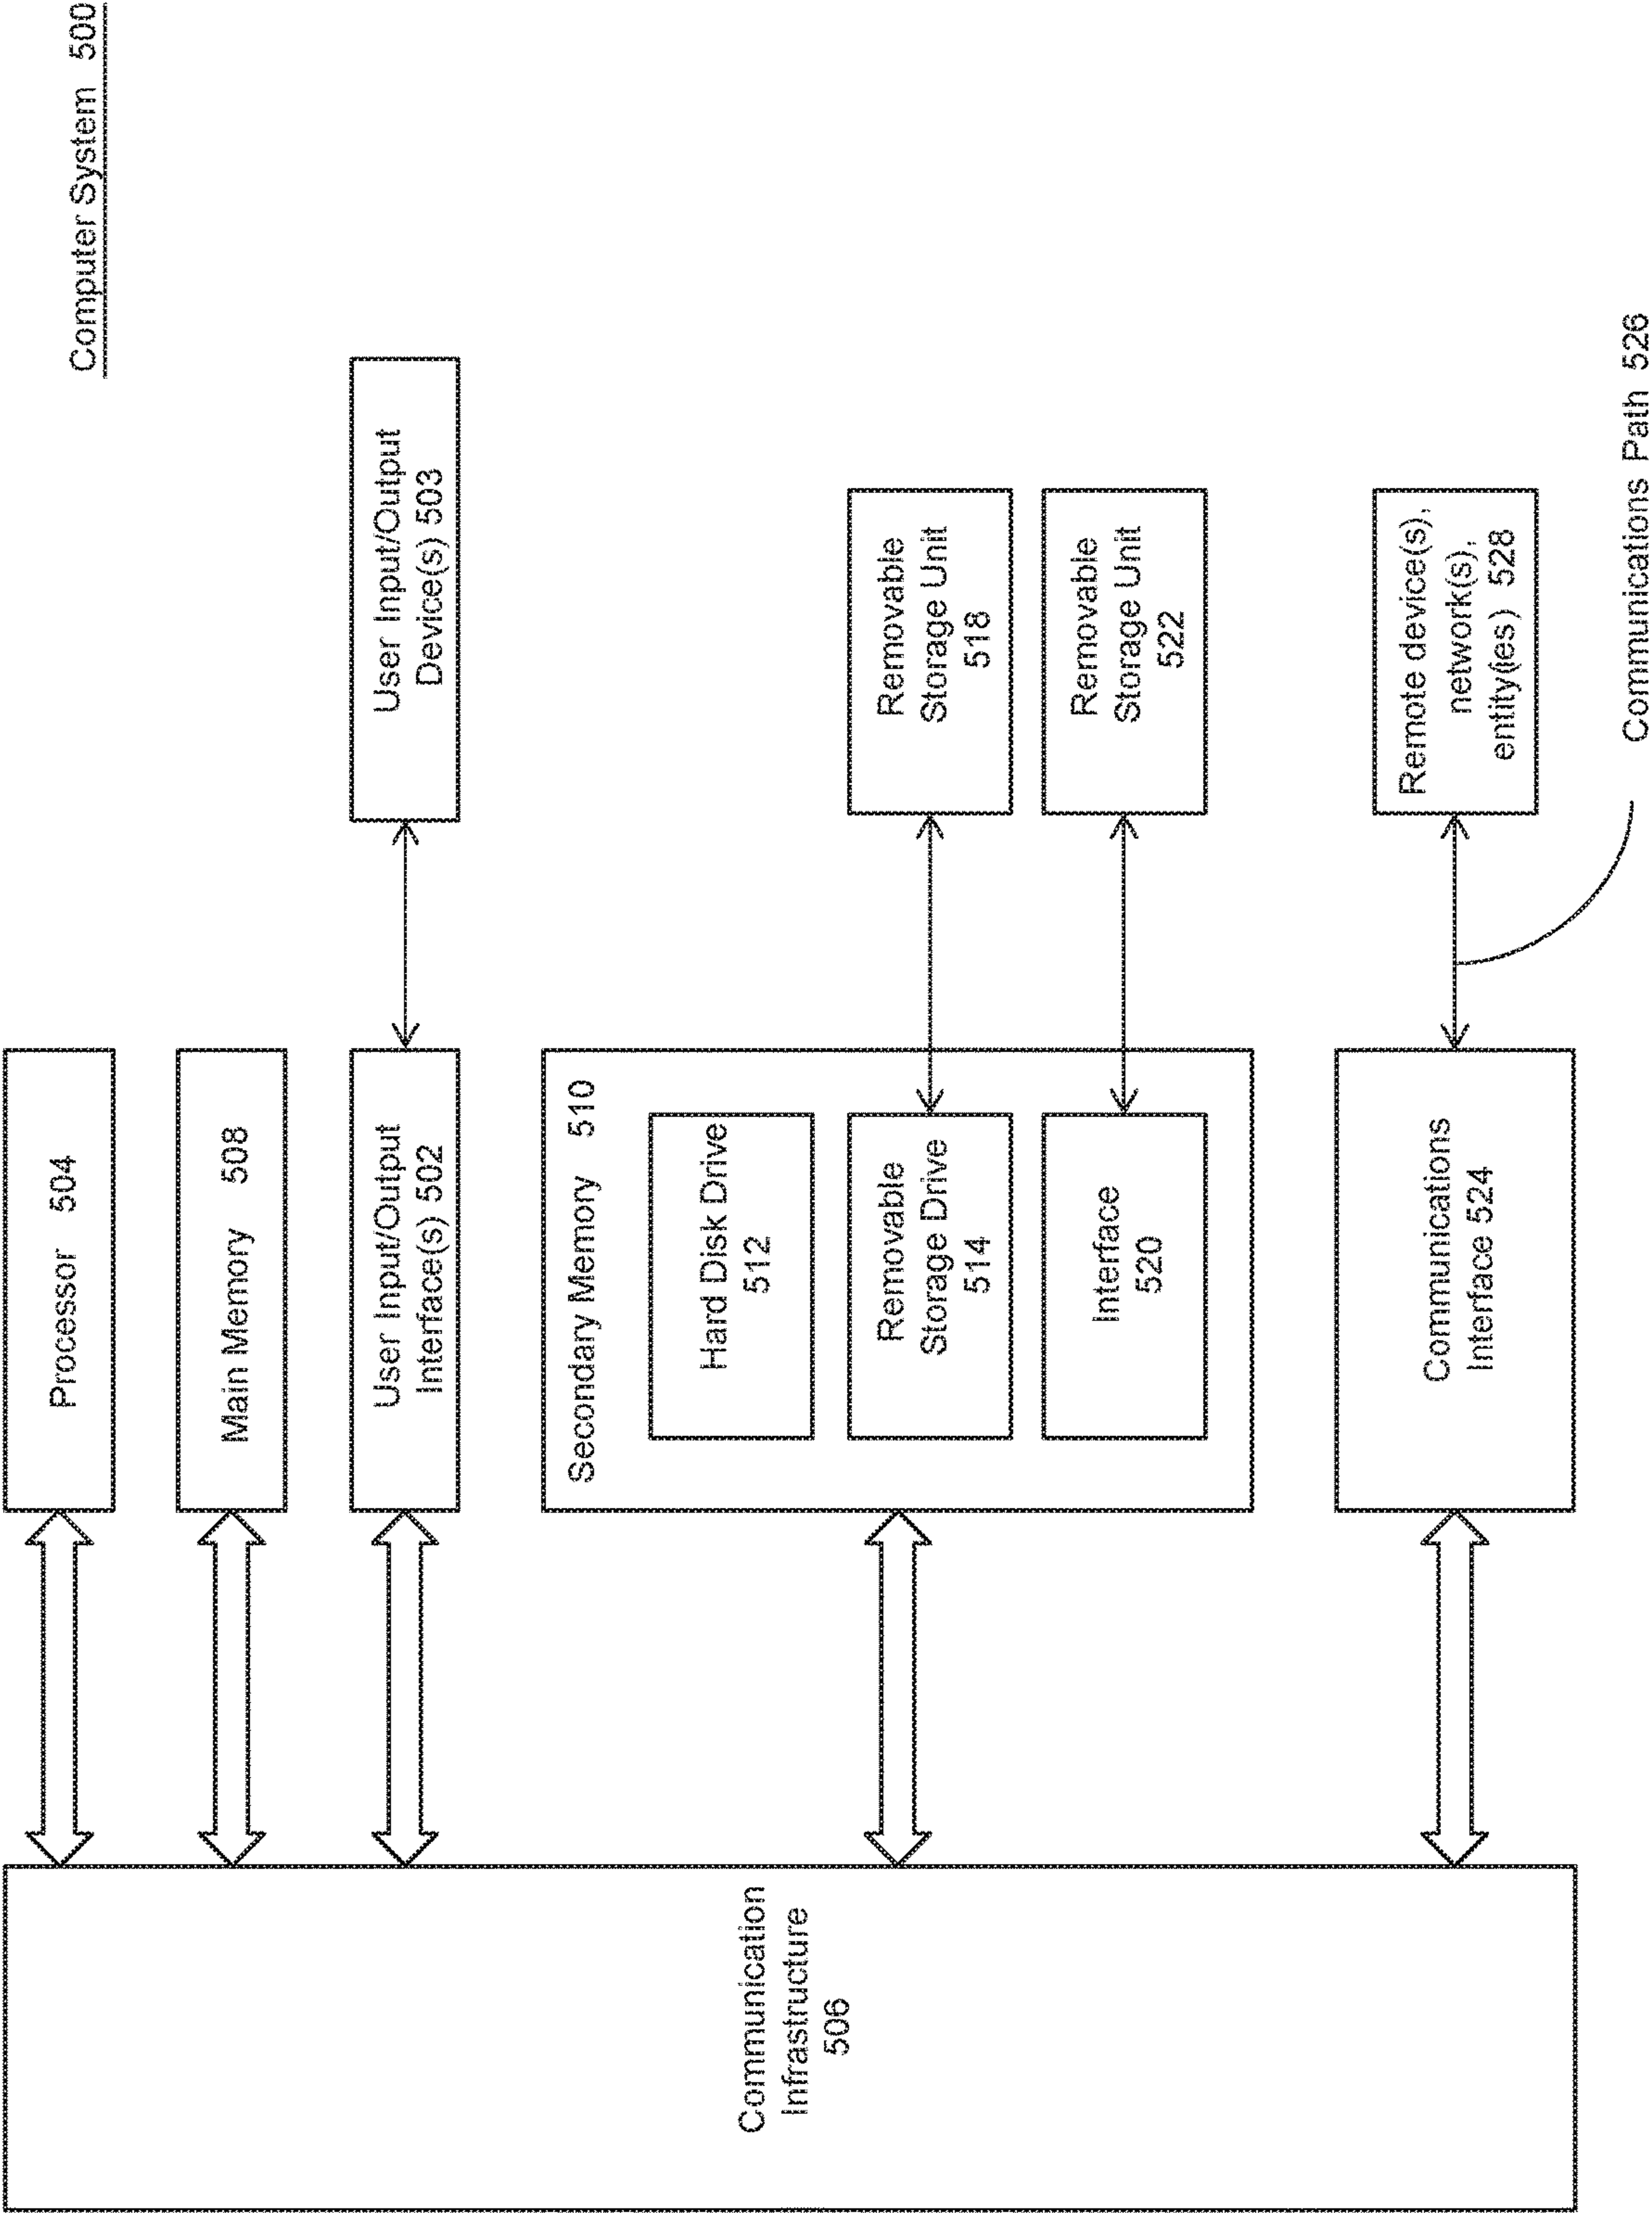 Computer System 500
Processor 504
Main Memory 508
User Input/Output
Interface(s) 502
User Input/Output
Device(s) 503
Secondary Memory 510
Hard Disk Drive
512
Removable
Storage Drive
514
Removable
Storage Unit
518
Interface
520
Removable
Storage Unit
522
Communications
Interface 524
Remote device(s),
network(s),
entity(ies) 528
Communications Path 526
Communication
Infrastructure
506